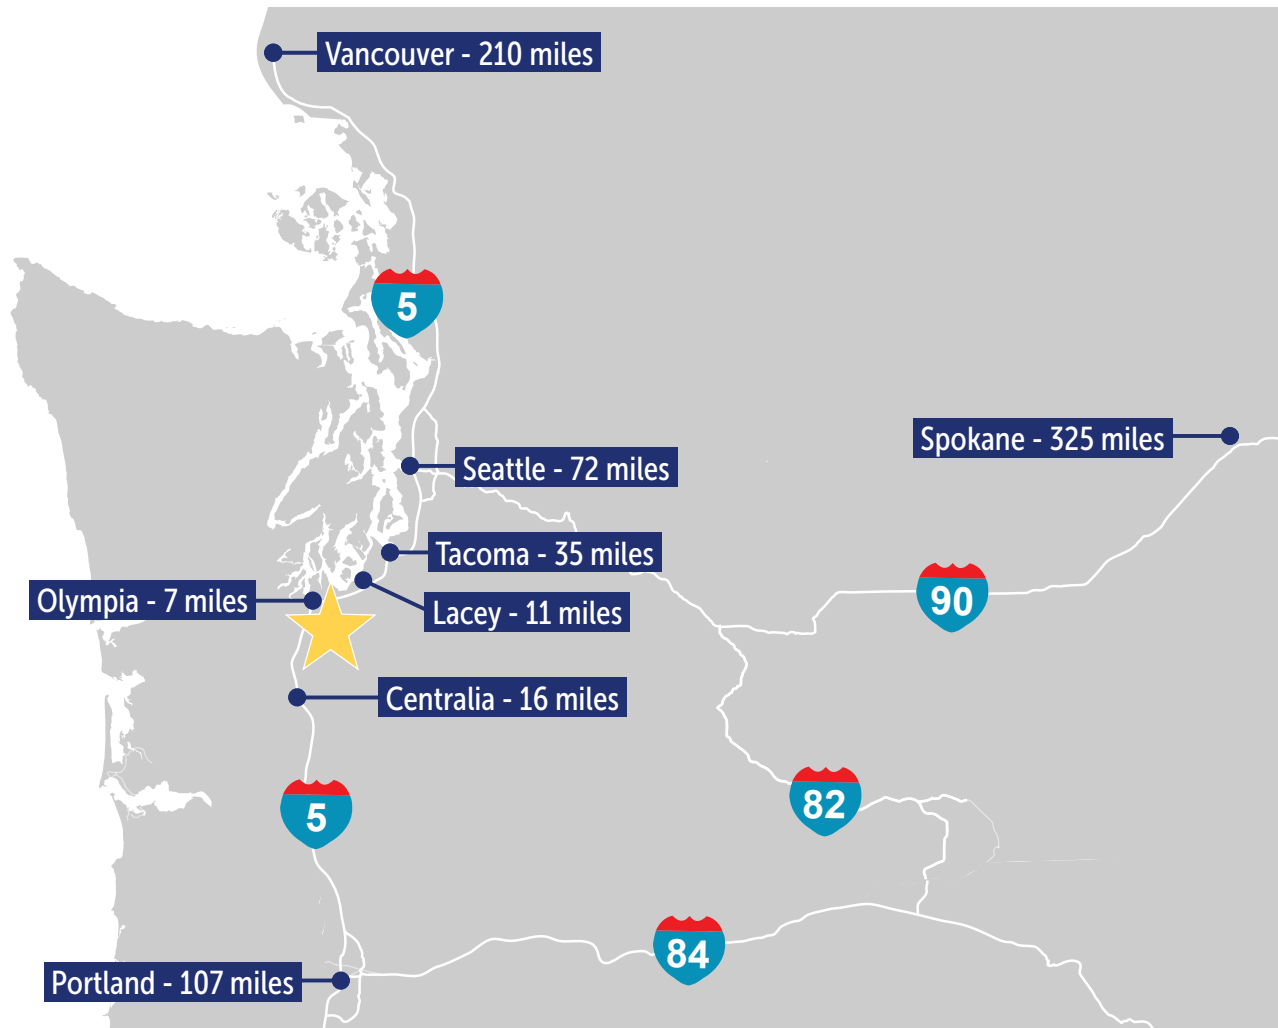 Vancouver - 210 miles
5
Spokane - 325 miles
Seattle - 72 miles
Tacoma - 35 miles
90
Olympia - 7 miles
Lacey - 11 miles
Centralia - 16 miles
82
5
84
Portland - 107 miles